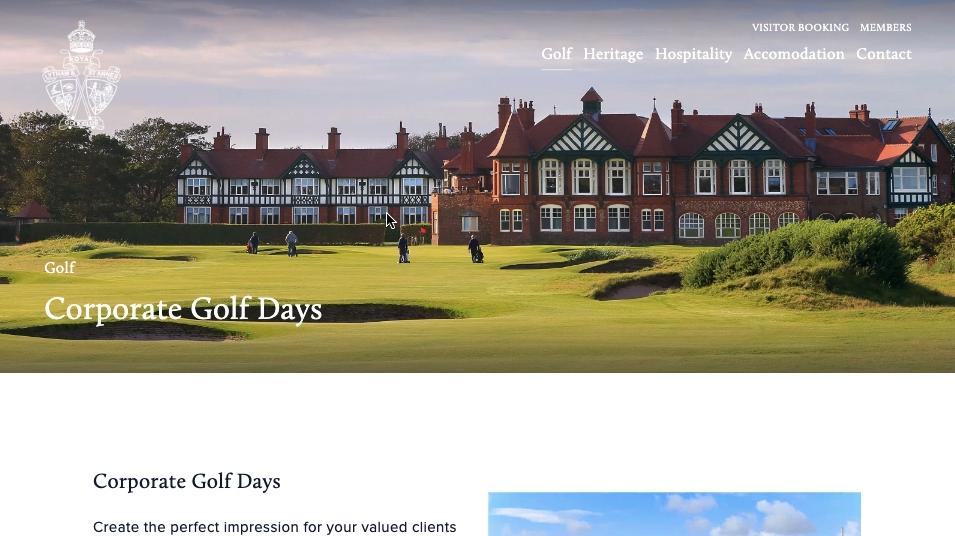 VISITOR BOOKING MEMBERS
Golf Heritage Hospitality Accomodation Contact
ROYAL
LYTHAM & ST ANNES
Golf
Corporate Golf Days
Corporate Golf Days
Create the perfect impression for your valued clients